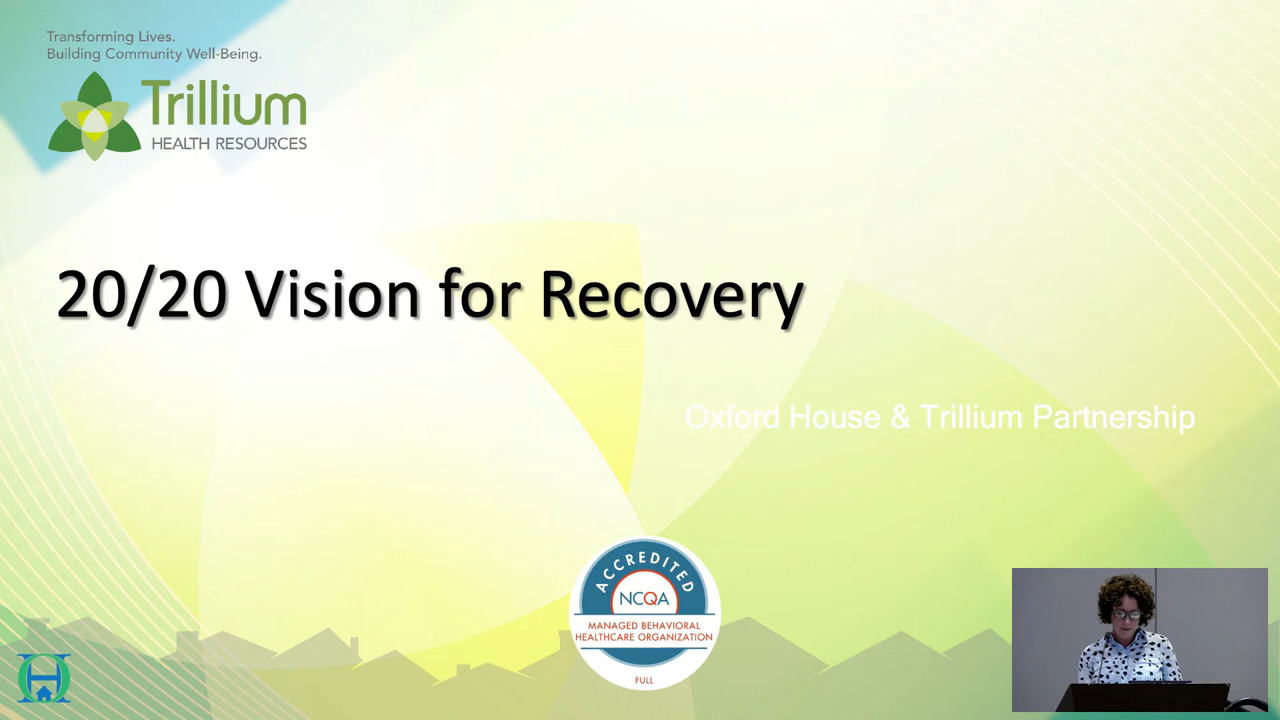 Transforming Lives.
Building Community Well-Being.
Trillium
HEALTH RESOURCES
20/20 Vision for Recovery
Oxford House & Trillium Partnership
ACCREDITED
NCQA
MANAGED BEHAVIORAL
HEALTHCARE ORGANIZATION
FULL